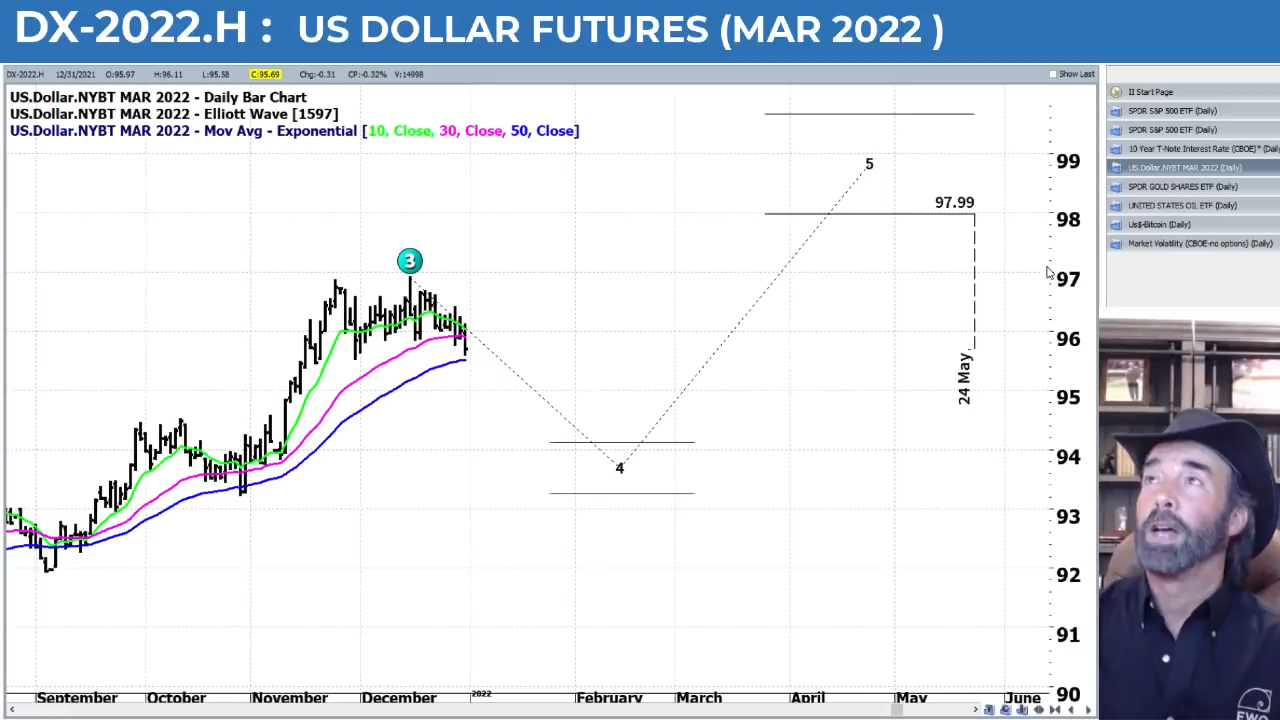 DX-2022.H : US DOLLAR FUTURES (MAR 2022 )
DX-2022.H 12/31/2021 O:95.97 H:96.11 L:95.58 C:95.69 Chg:-0.31 CP:-0.32% V:14998
Show Last
US.Dollar.NYBT MAR 2022 - Daily Bar Chart
US.Dollar.NYBT MAR 2022 - Elliott Wave [1597]
US.Dollar.NYBT MAR 2022 - Mov Avg - Exponential [10, Close, 30, Close, 50, Close]
II Start Page
SPDR S&P 500 ETF (Daily)
SPDR S&P 500 ETF (Daily)
10 Year T-Note Interest Rate (CBOE)* (Daily
US.Dollar.NYBT MAR 2022 (Daily)
SPDR GOLD SHARES ETF (Daily)
UNITED STATES OIL ETF (Daily)
Us$-Bitcoin (Daily)
Market Volatility (CBOE-no options) (Daily)
5
97.99
3
24 May
4
99
98
97
96
95
94
93
92
91
90
September October November December 2022 February March April May June
EWC